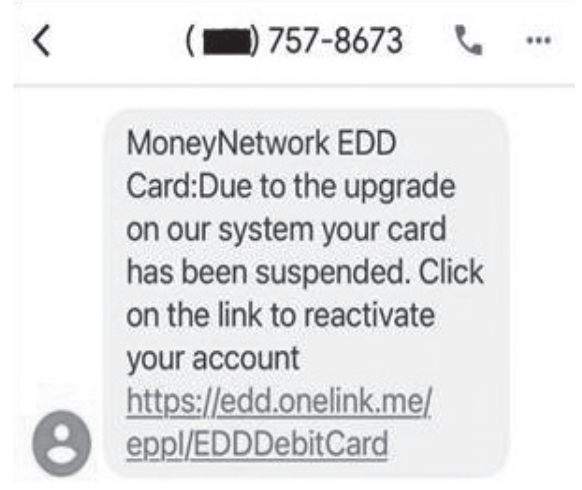 ( ) 757-8673
MoneyNetwork EDD
Card:Due to the upgrade
on our system your card
has been suspended. Click
on the link to reactivate
your account
https://edd.onelink.me/
eppl/EDDDebitCard